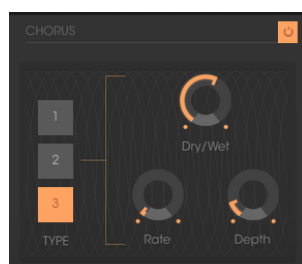 CHORUS
1
2
3
TYPE
Dry/Wet
Rate
Depth